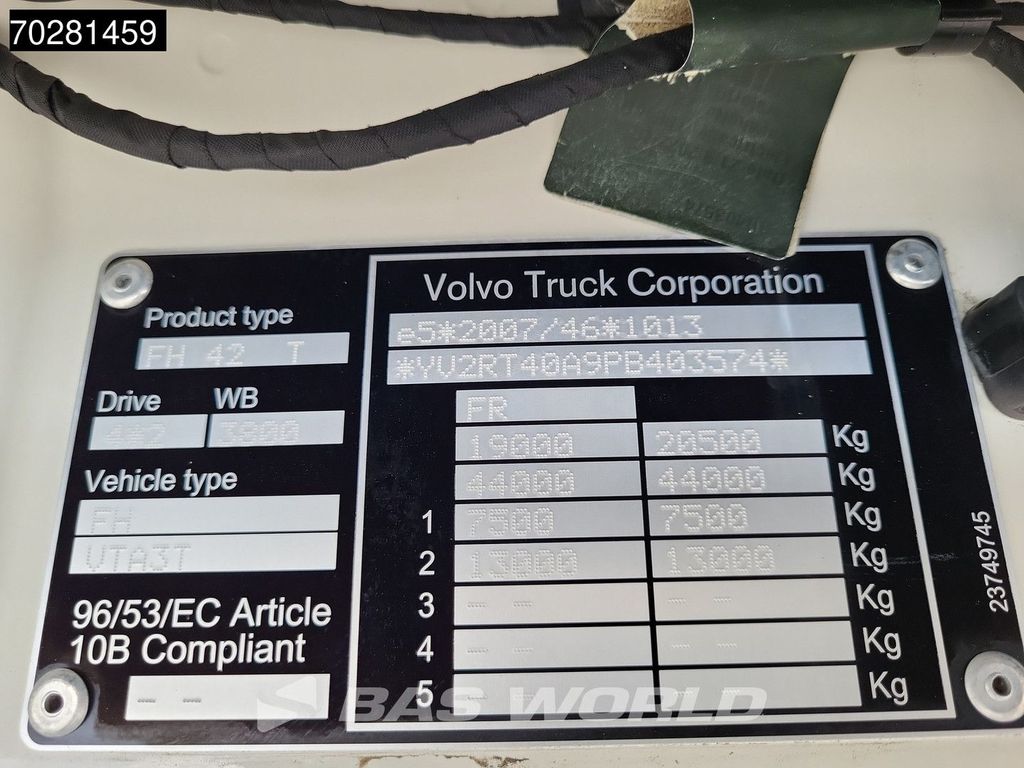 70281459
Volvo Truck Corporation
Product type
FH 42 T
e5*2007/46*1013
*YV2RT40A9PB403574*
Drive WB
4*2 3800
FR
19000 20500 Kg
Vehicle type
44000 44000 Kg
FH
1 7500 7500 Kg
VTA3T
2 13000 13000 Kg
96/53/EC Article
10B Compliant
3 -- - -- - Kg
4 -- - -- - Kg
5 -- - -- - Kg
-- --
23749745
BAS WORLD